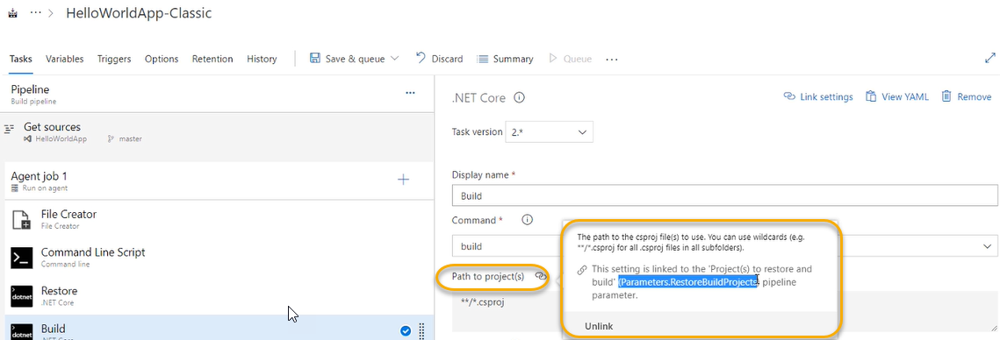 ··· > HelloWorldApp-Classic
Tasks Variables Triggers Options Retention History Save & queue Discard Summary Queue ···
Pipeline ···
Build pipeline
Get sources
HelloWorldApp master
Agent job 1 +
Run on agent
File Creator
File Creator
Command Line Script
Command line
Restore
.NET Core
Build
.NET Core
.NET Core Link settings View YAML Remove
Task version 2.*
Display name *
Build
Command *
build
Path to project(s)
**/*.csproj
The path to the csproj file(s) to use. You can use wildcards (e.g.
**/*.csproj for all .csproj files in all subfolders).
This setting is linked to the 'Project(s) to restore and
build' (Parameters.RestoreBuildProjects pipeline
parameter.
Unlink